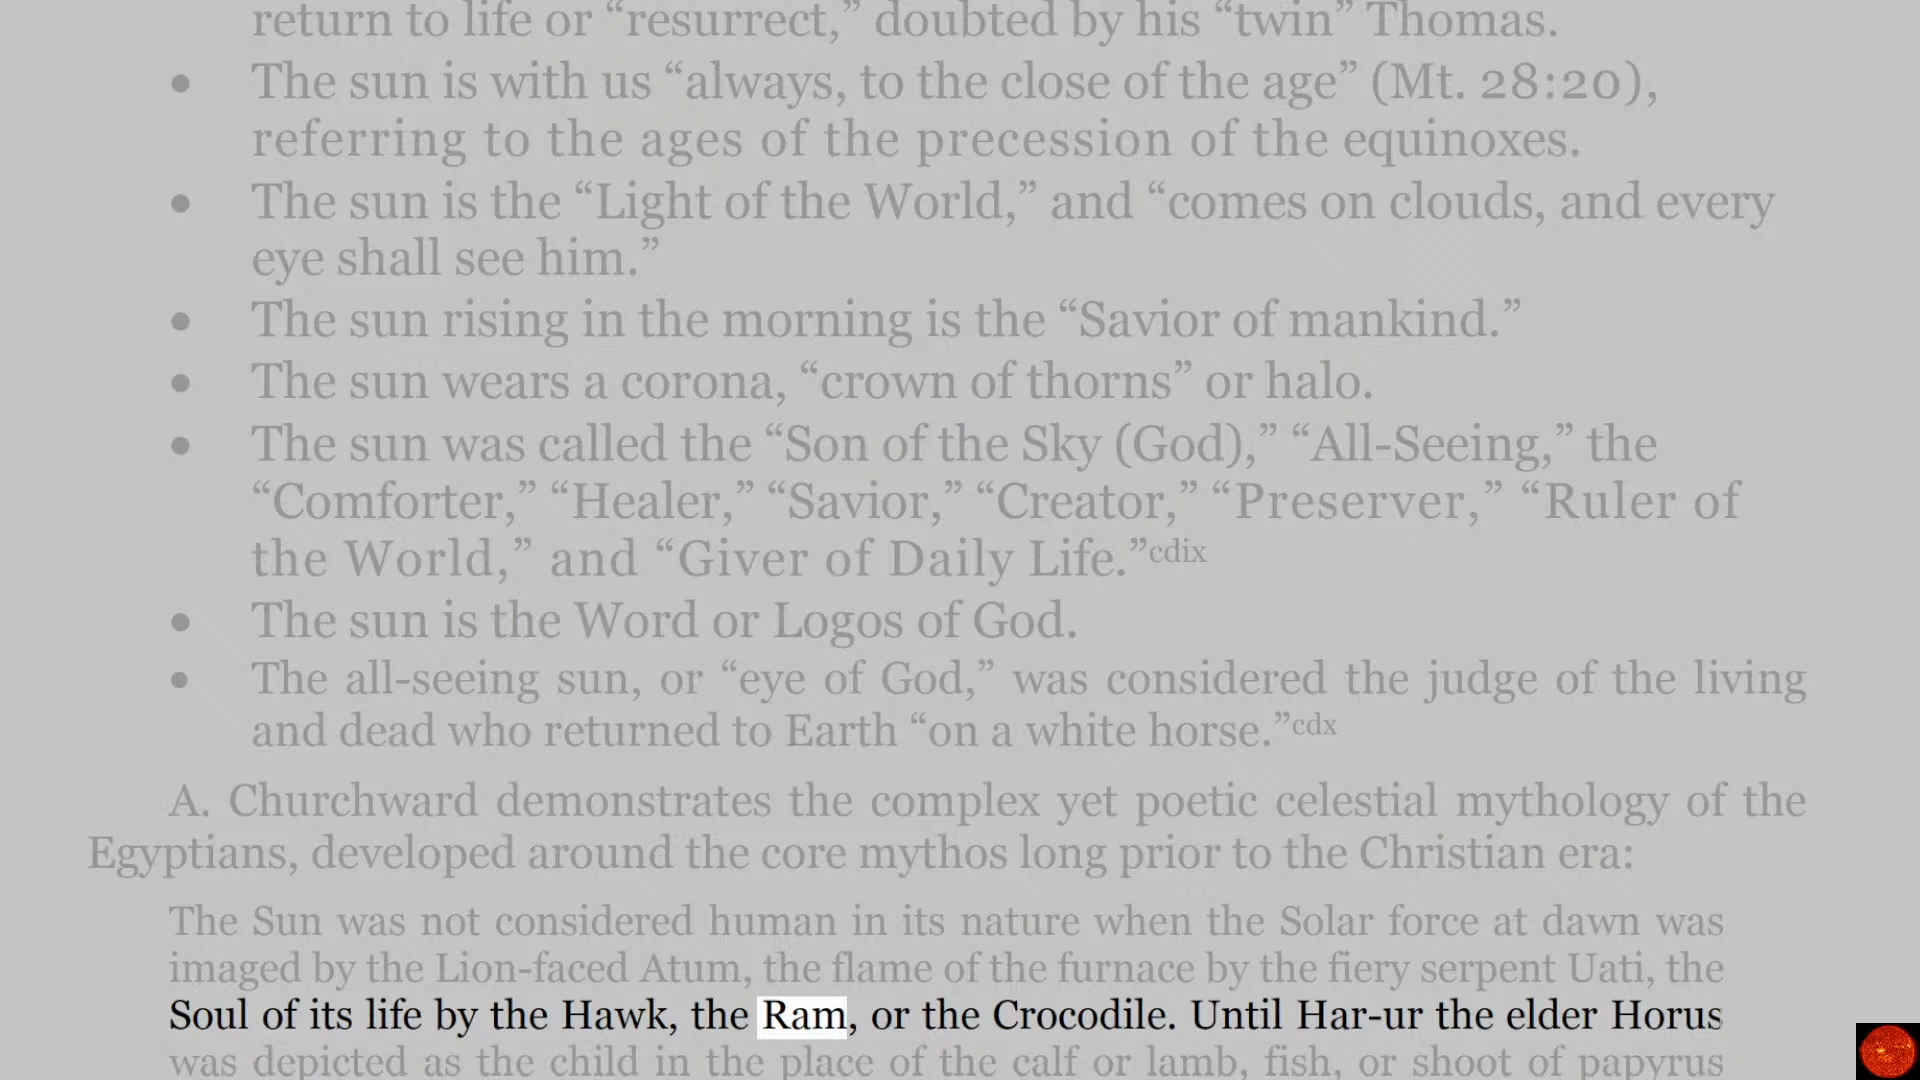 return to life or “resurrect,” doubted by his “twin” Thomas.
• The sun is with us “always, to the close of the age” (Mt. 28:20),
referring to the ages of the precession of the equinoxes.
• The sun is the “Light of the World,” and “comes on clouds, and every
eye shall see him.”
• The sun rising in the morning is the “Savior of mankind.”
• The sun wears a corona, “crown of thorns” or halo.
• The sun was called the “Son of the Sky (God),” “All-Seeing,” the
“Comforter,” “Healer,” “Savior,” “Creator,” “Preserver,” “Ruler of
the World,” and “Giver of Daily Life.”cdix
• The sun is the Word or Logos of God.
• The all-seeing sun, or “eye of God,” was considered the judge of the living
and dead who returned to Earth “on a white horse.”cdx
A. Churchward demonstrates the complex yet poetic celestial mythology of the
Egyptians, developed around the core mythos long prior to the Christian era:
The Sun was not considered human in its nature when the Solar force at dawn was
imaged by the Lion-faced Atum, the flame of the furnace by the fiery serpent Uati, the
Soul of its life by the Hawk, the Ram, or the Crocodile. Until Har-ur the elder Horus
was depicted as the child in the place of the calf or lamb, fish, or shoot of papyrus